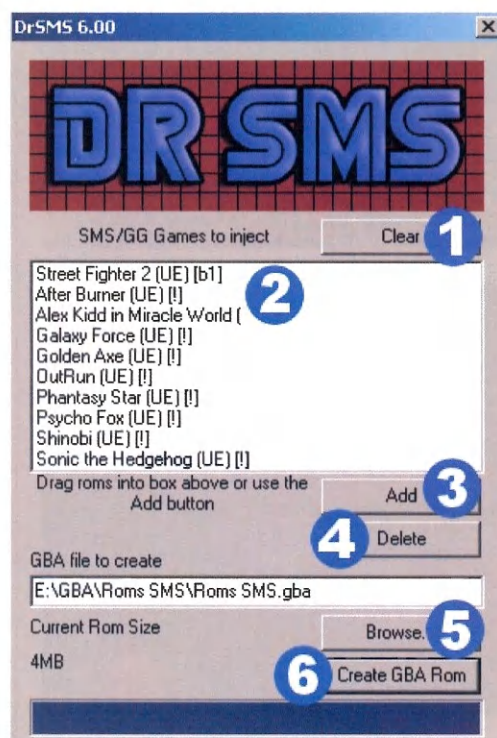 DrSMS 6.00
DR SMS
SMS/GG Games to inject
Clear 1
Street Fighter 2 (UE) [b1]
After Burner (UE) [!]
Alex Kidd in Miracle World (
Galaxy Force (UE) [!]
Golden Axe (UE) [!]
OutRun (UE) [!]
Phantasy Star (UE) [!]
Psycho Fox (UE) [!]
Shinobi (UE) [!]
Sonic the Hedgehog (UE) [!]
2
Drag roms into box above or use the
Add button
Add 3
4 Delete
GBA file to create
E:\GBA\Roms SMS\Roms SMS.gba
Current Rom Size
Browse. 5
4MB
6 Create GBA Rom